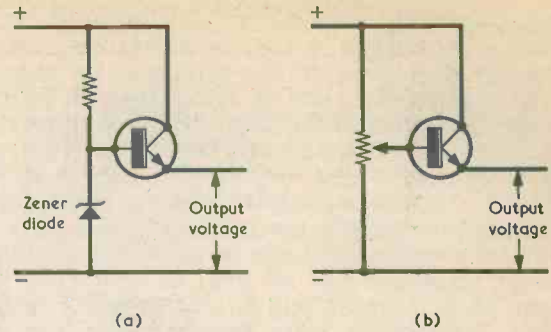 +
Zener
diode
Output
voltage
−
(a)
+
Output
voltage
−
(b)